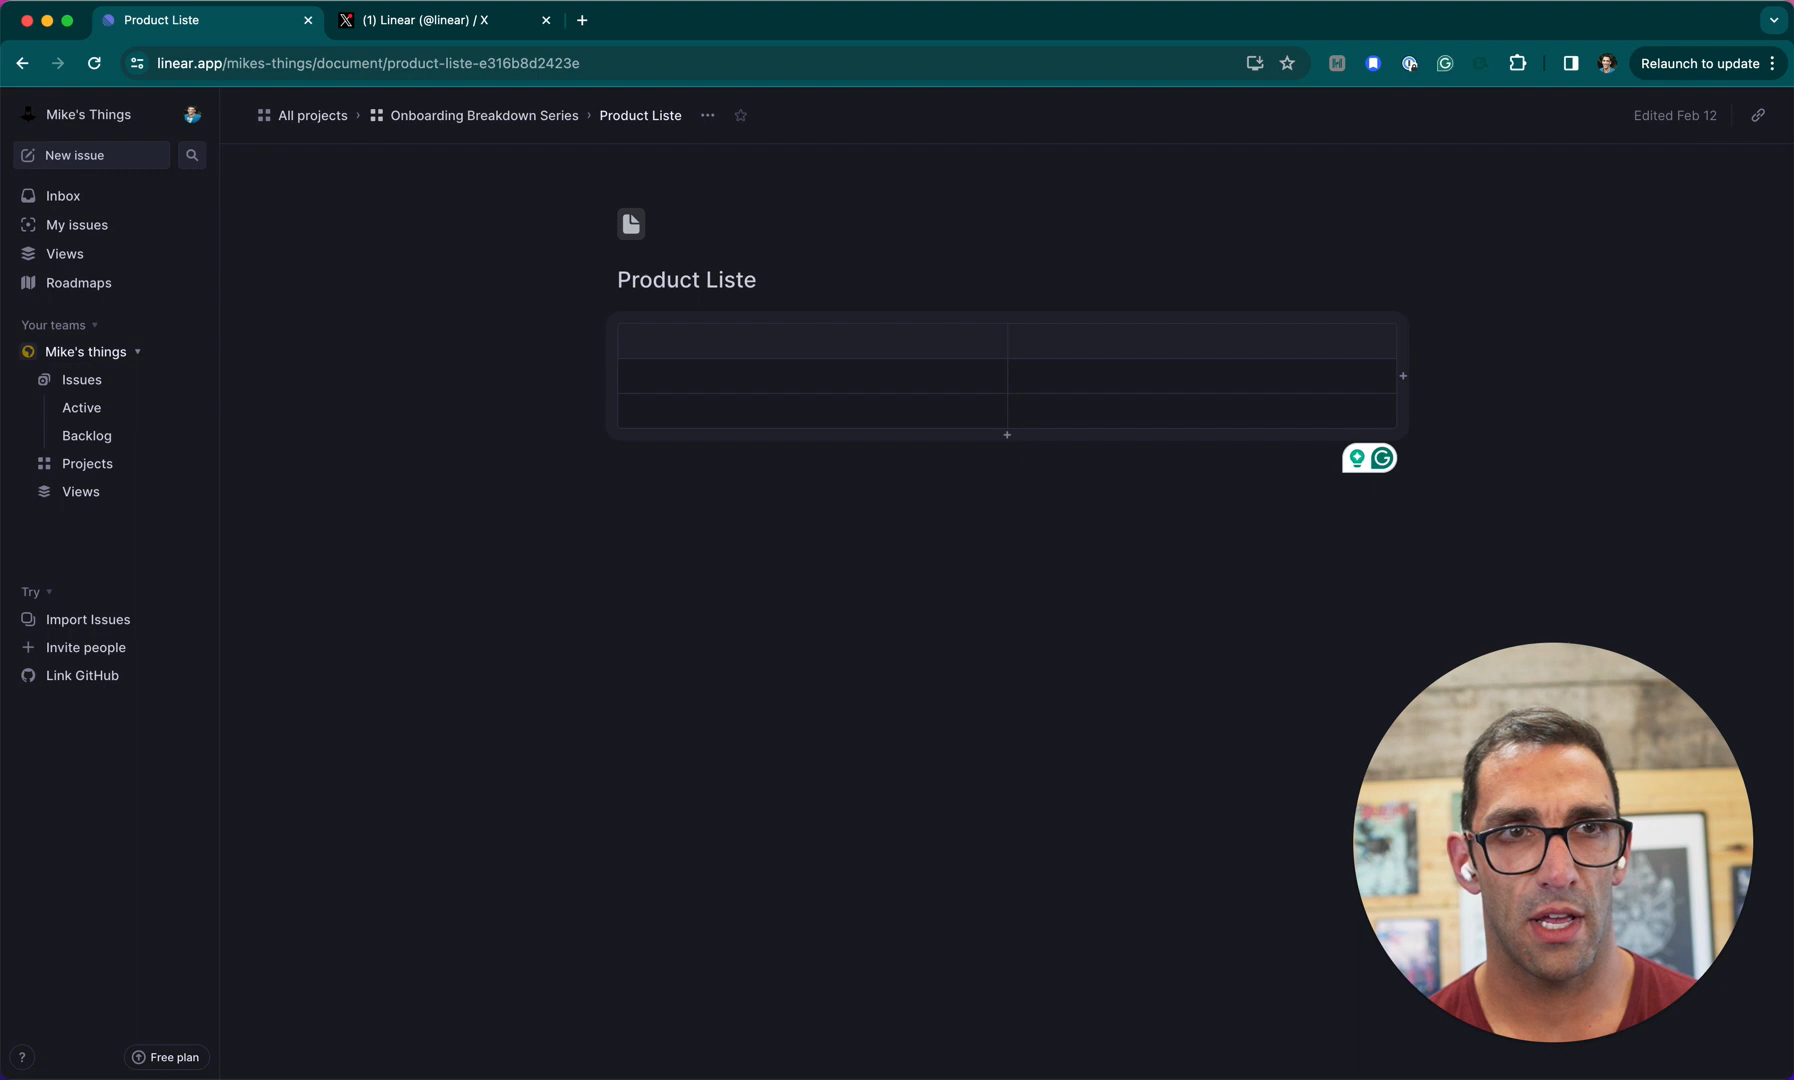 Product Liste
(1) Linear (@linear) / X
linear.app/mikes-things/document/product-liste-e316b8d2423e
Relaunch to update
Mike's Things
All projects › Onboarding Breakdown Series › Product Liste
Edited Feb 12
New issue
Inbox
My issues
Views
Roadmaps
Your teams
Mike's things
Issues
Active
Backlog
Projects
Views
Try
Import Issues
Invite people
Link GitHub
Free plan
?
Product Liste